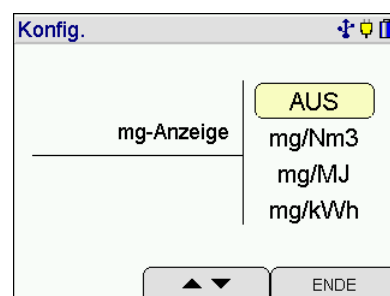 Konfig.
AUS
mg-Anzeige
mg/Nm3
mg/MJ
mg/kWh
ENDE